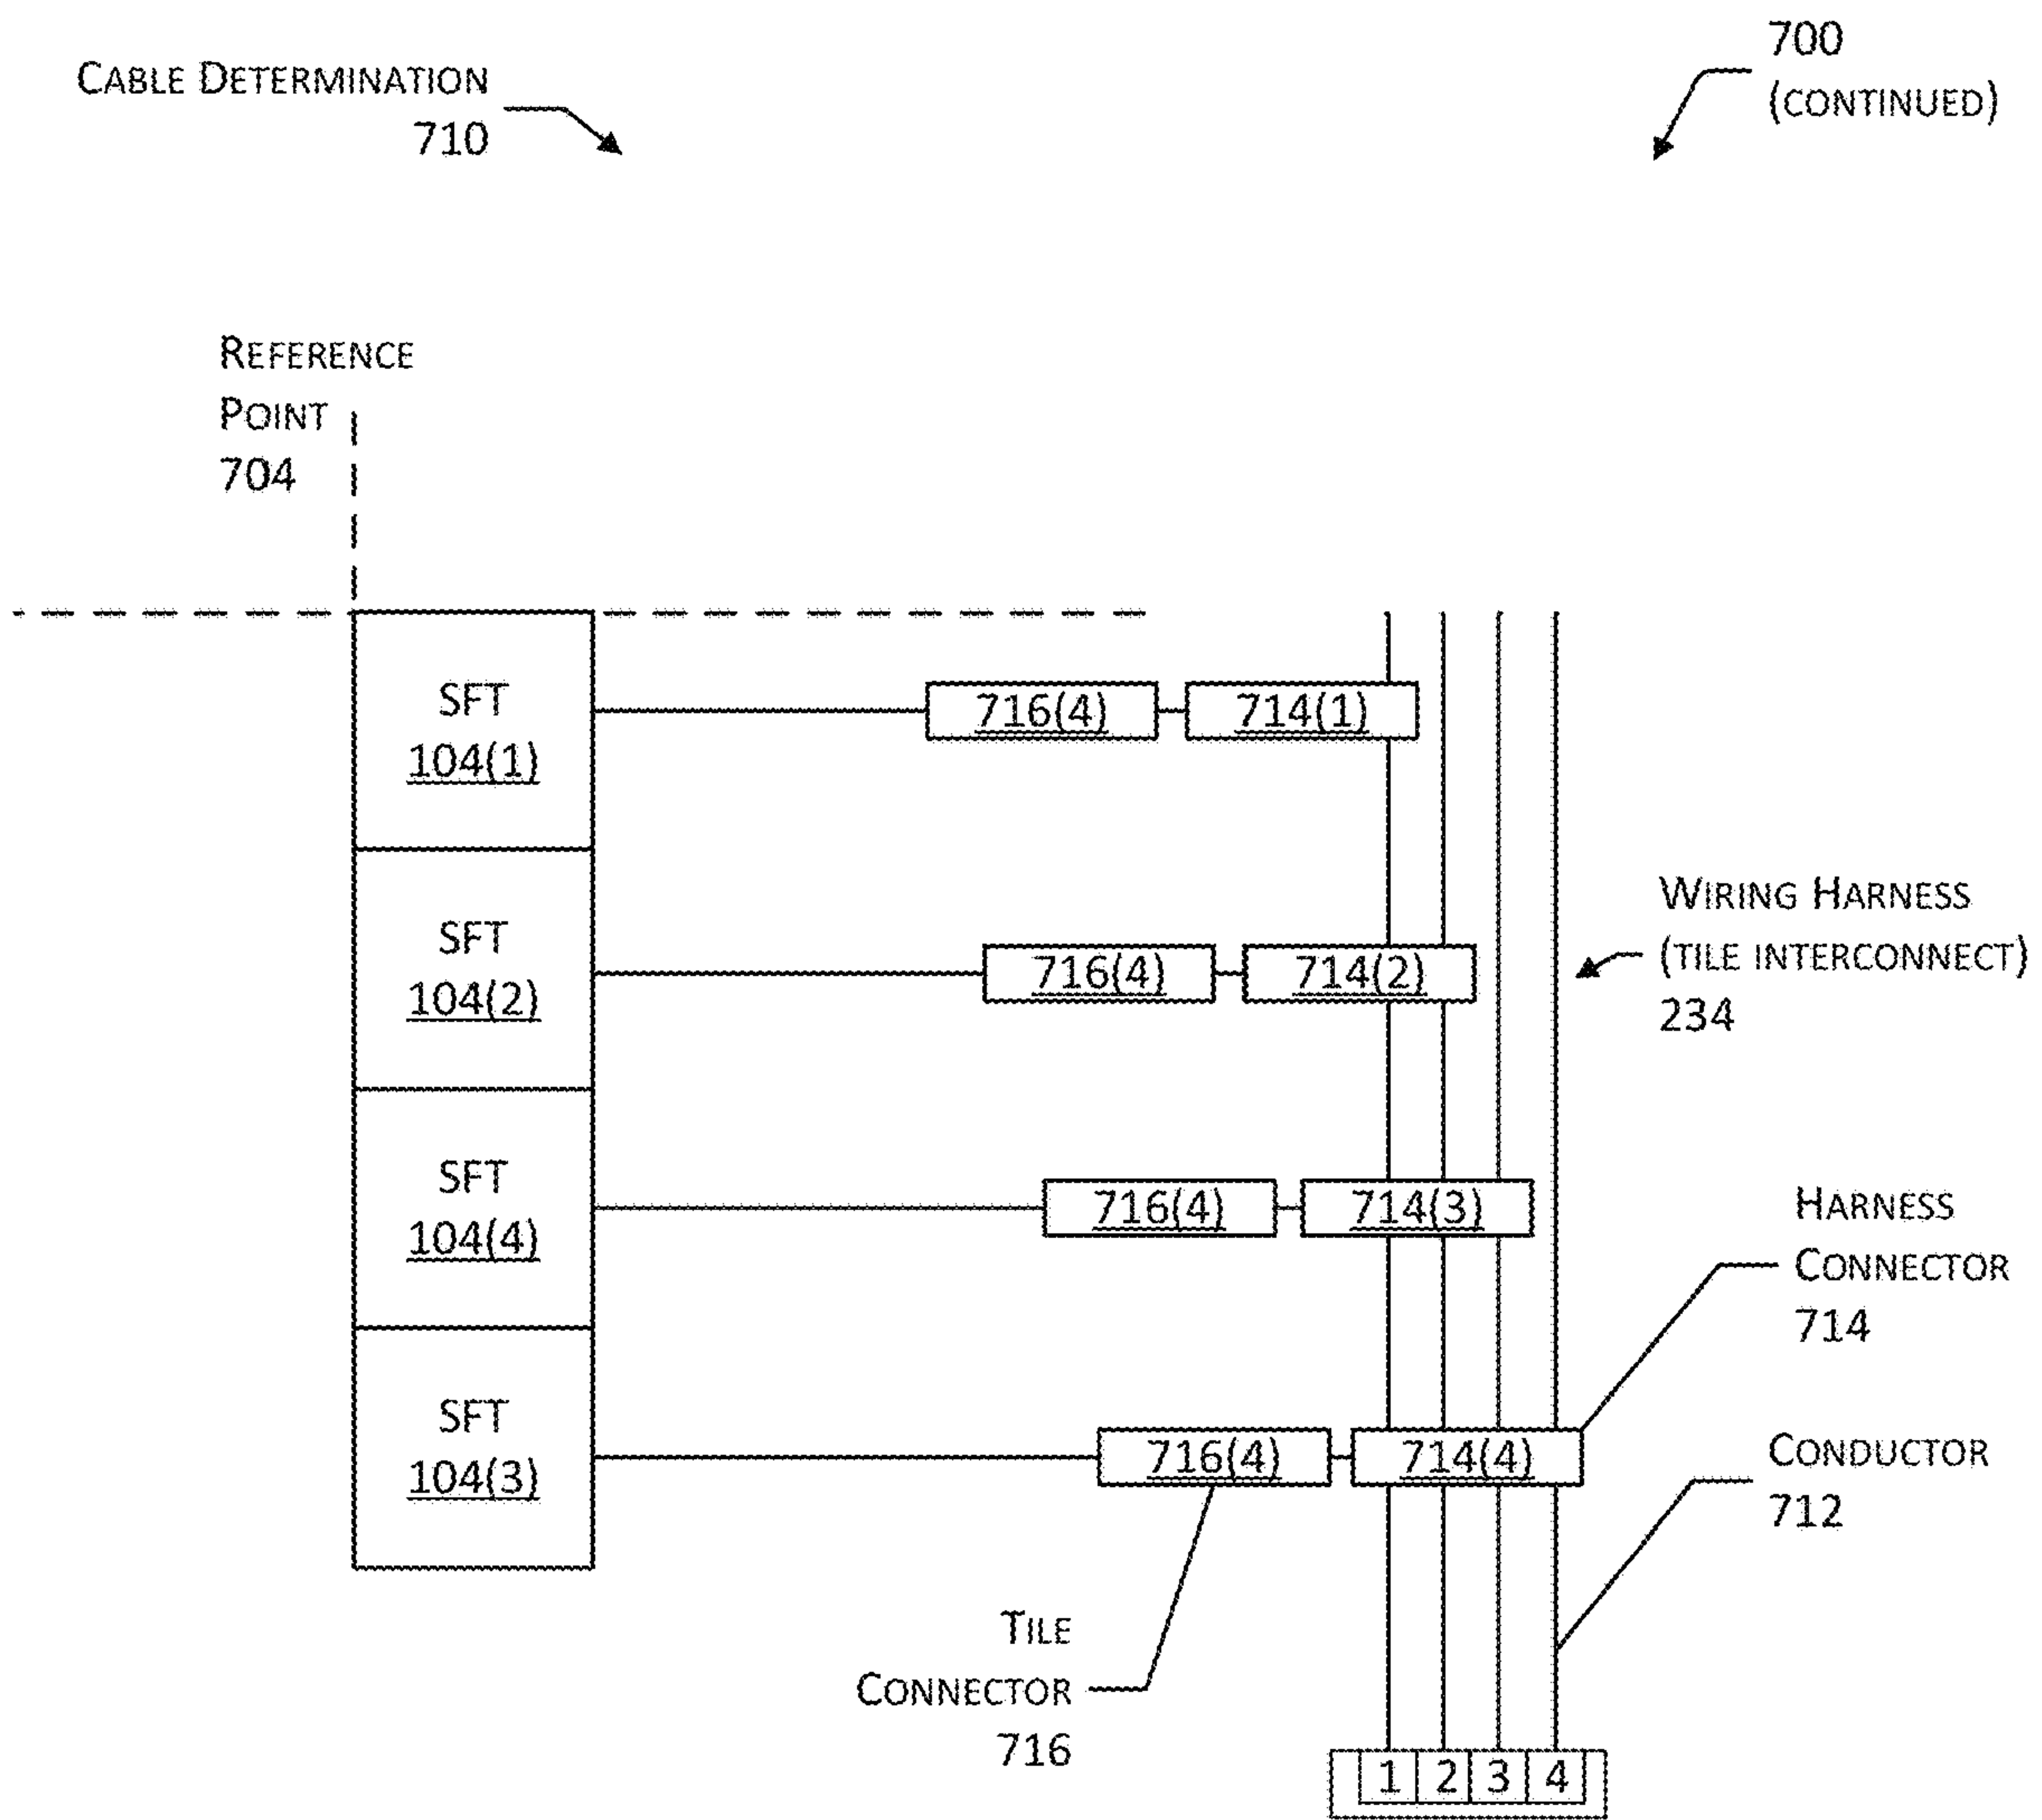 CABLE DETERMINATION
710
700
(CONTINUED)
REFERENCE
POINT
704
SFT
104(1)
716(4)
714(1)
SFT
104(2)
716(4)
714(2)
WIRING HARNESS
(TILE INTERCONNECT)
234
SFT
104(4)
716(4)
714(3)
HARNESS
CONNECTOR
714
SFT
104(3)
716(4)
714(4)
CONDUCTOR
712
TILE
CONNECTOR
716
1 2 3 4